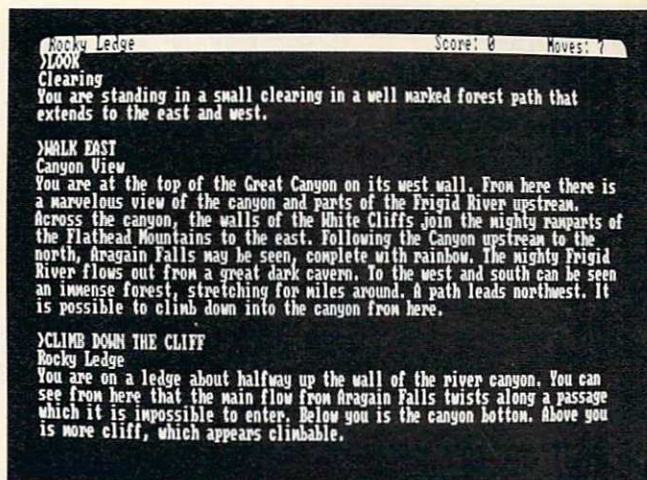 Rocky Ledge Score: 0 Moves: 7
>LOOK
Clearing
You are standing in a small clearing in a well marked forest path that
extends to the east and west.
>WALK EAST
Canyon View
You are at the top of the Great Canyon on its west wall. From here there is
a marvelous view of the canyon and parts of the Frigid River upstream.
Across the canyon, the walls of the White Cliffs join the mighty ramparts of
the Flathead Mountains to the east. Following the Canyon upstream to the
north, Aragain Falls may be seen, complete with rainbow. The mighty Frigid
River flows out from a great dark cavern. To the west and south can be seen
an immense forest, stretching for miles around. A path leads northwest. It
is possible to climb down into the canyon from here.
>CLIMB DOWN THE CLIFF
Rocky Ledge
You are on a ledge about halfway up the wall of the river canyon. You can
see from here that the main flow from Aragain Falls twists along a passage
which it is impossible to enter. Below you is the canyon bottom. Above you
is more cliff, which appears climbable.